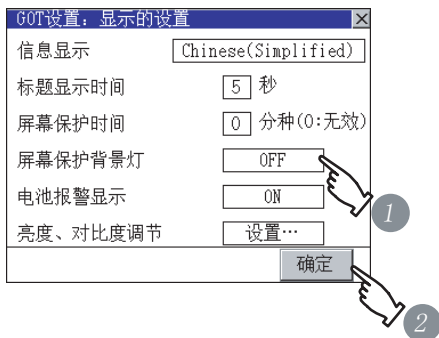 GOT设置：显示的设置
信息显示 Chinese(Simplified)
标题显示时间 5 秒
屏幕保护时间 0 分种(0:无效)
屏幕保护背景灯 OFF
电池报警显示 ON
1
亮度、对比度调节 设置…
确定
2